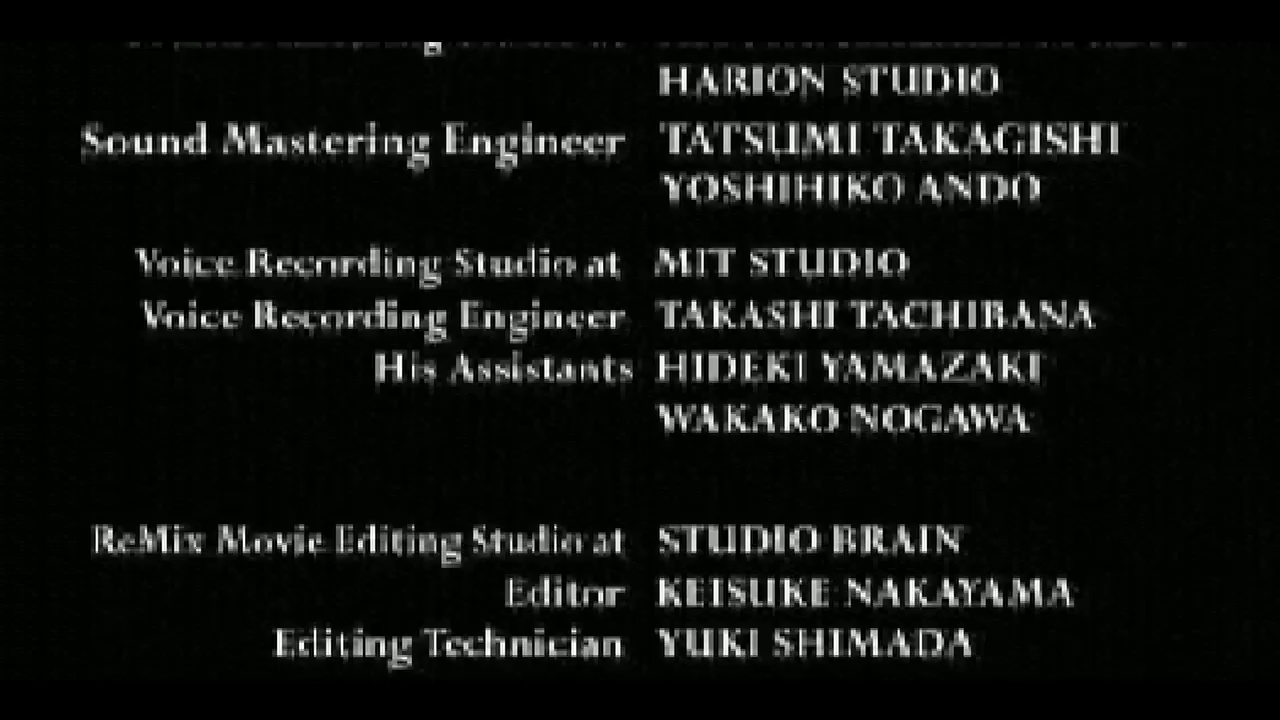 HARION STUDIO
Sound Mastering Engineer TATSUMI TAKAGISHI
YOSHIHIKO ANDO
Voice Recording Studio at MIT STUDIO
Voice Recording Engineer TAKASHI TACHIBANA
His Assistants HIDEKI YAMAZAKI
WAKAKO NOGAWA
ReMix Movie Editing Studio at STUDIO BRAIN
Editor KEISUKE NAKAYAMA
Editing Technician YUKI SHIMADA